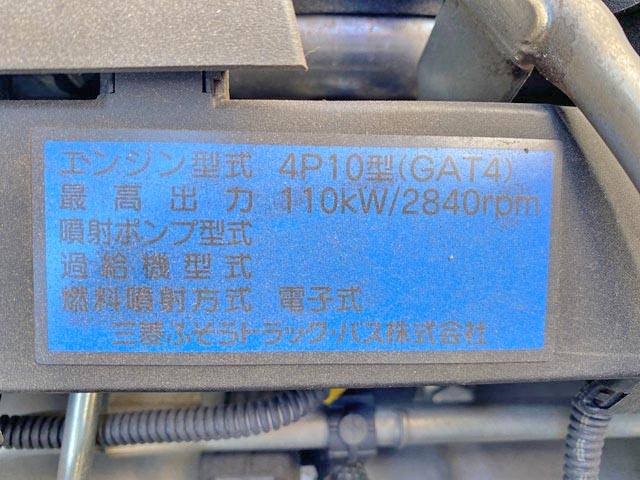 エンジン型式 4P10型(GAT4)
最高出力 110kW/2840rpm
噴射ポンプ型式
過給機型式
燃料噴射方式 電子式
三菱ふそうトラック・バス株式会社